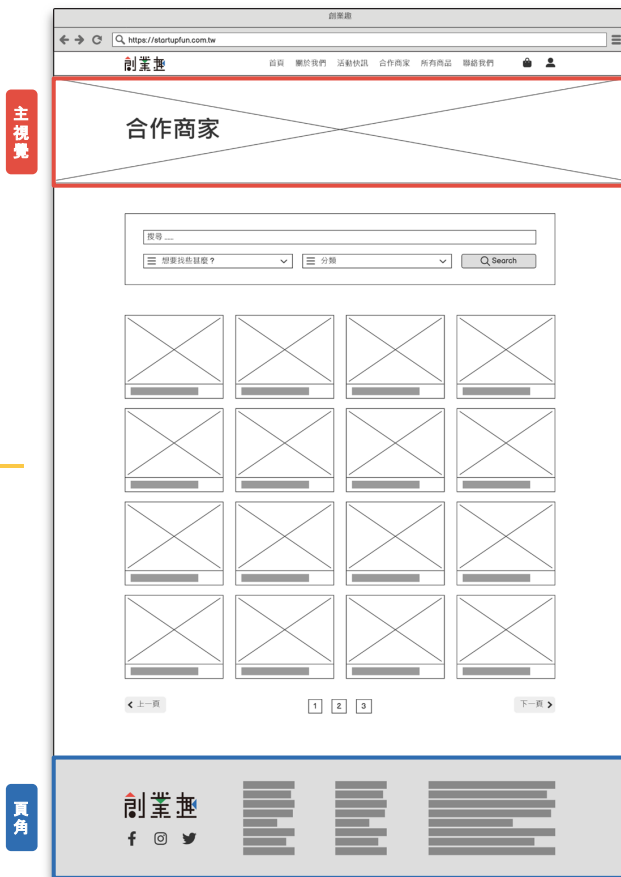 創業趣
https://startupfun.com.tw
創業趣 首頁 關於我們 活動快訊 合作商家 所有商品 聯絡我們
主視覺
合作商家
搜尋 .....
想要找些甚麼？ 分類 Search
上一頁 1 2 3 下一頁
頁角
創業趣